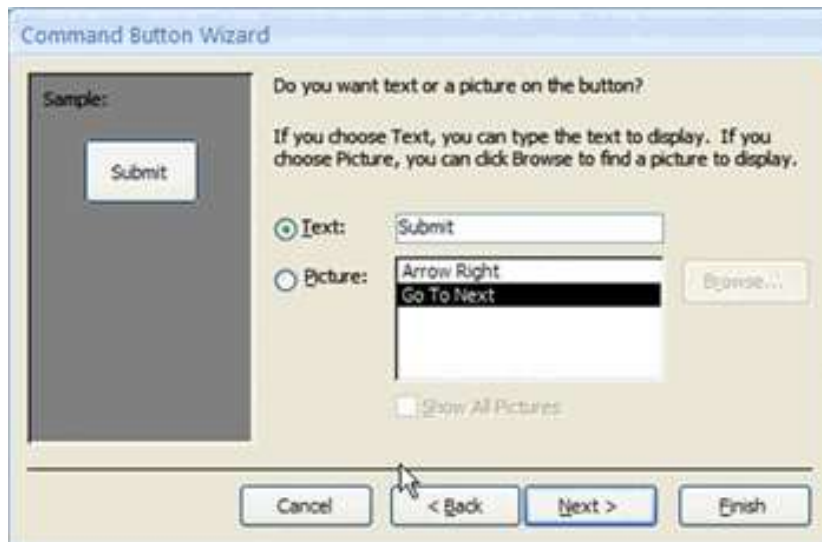 Command Button Wizard
Sample:
Submit
Do you want text or a picture on the button?
If you choose Text, you can type the text to display. If you
choose Picture, you can click Browse to find a picture to display.
Text:
Submit
Picture:
Arrow Right
Go To Next
Browse...
Show All Pictures
Cancel
< Back
Next >
Finish